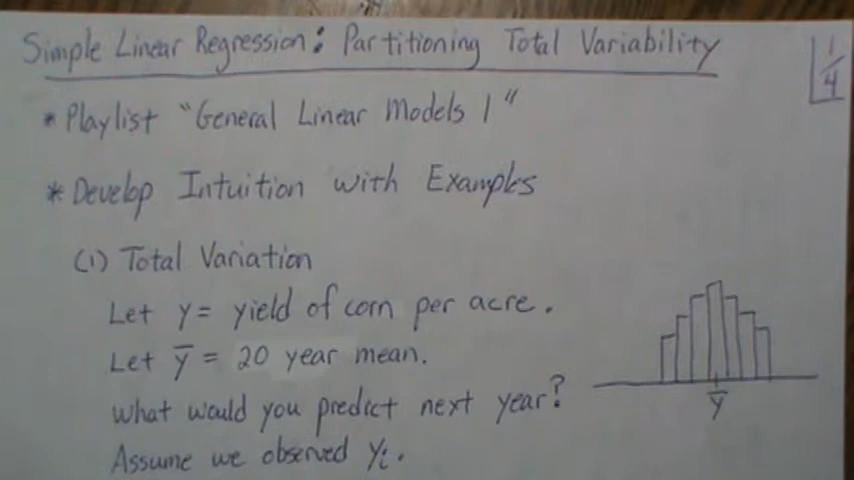 Simple Linear Regression: Partitioning Total Variability
1/4
* Playlist "General Linear Models 1"
* Develop Intuition with Examples
(1) Total Variation
Let y = yield of corn per acre.
Let ȳ = 20 year mean.
What would you predict next year?
Assume we observed yᵢ.
ȳ